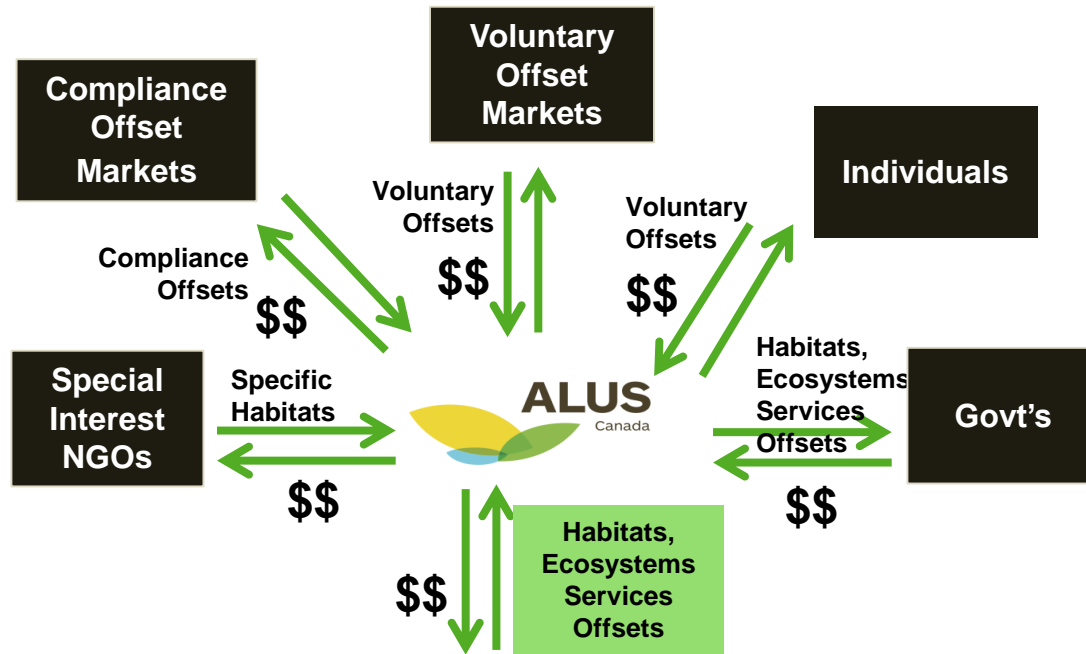 Voluntary
Offset
Markets
Compliance
Offset
Markets
Individuals
Voluntary
Offsets
$$
Voluntary
Offsets
$$
Compliance
Offsets
$$
Special
Interest
NGOs
Specific
Habitats
$$
ALUS
Canada
Habitats,
Ecosystems
Services
Offsets
$$
Govt's
$$
Habitats,
Ecosystems
Services
Offsets